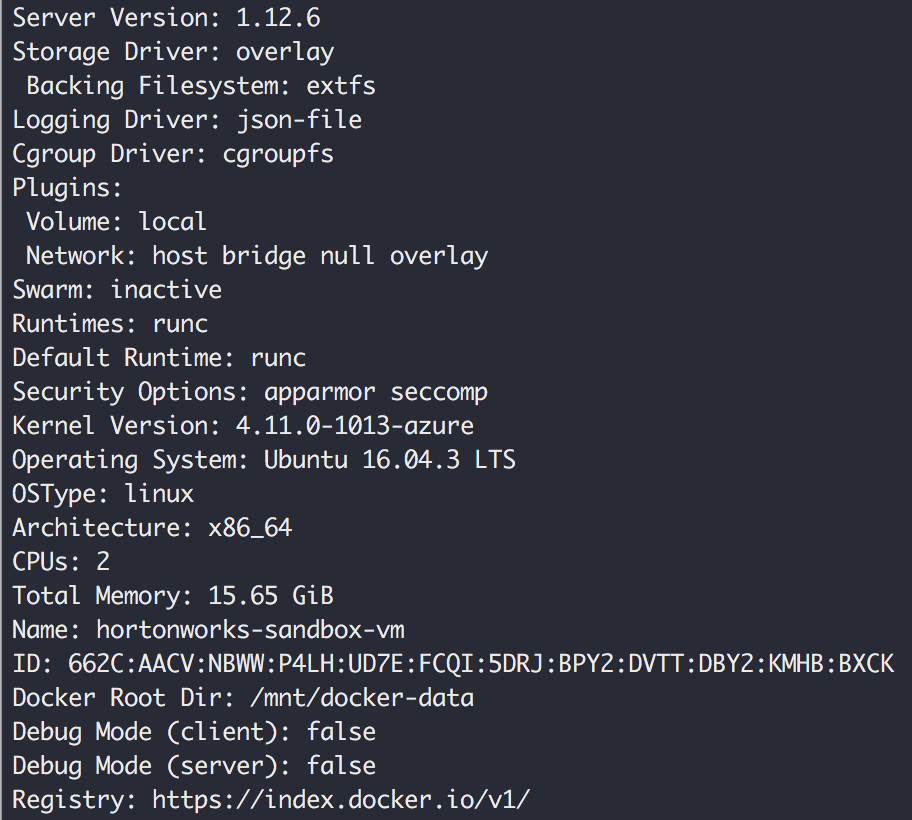 Server Version: 1.12.6
Storage Driver: overlay
 Backing Filesystem: extfs
Logging Driver: json-file
Cgroup Driver: cgroupfs
Plugins:
 Volume: local
 Network: host bridge null overlay
Swarm: inactive
Runtimes: runc
Default Runtime: runc
Security Options: apparmor seccomp
Kernel Version: 4.11.0-1013-azure
Operating System: Ubuntu 16.04.3 LTS
OSType: linux
Architecture: x86_64
CPUs: 2
Total Memory: 15.65 GiB
Name: hortonworks-sandbox-vm
ID: 662C:AACV:NBWW:P4LH:UD7E:FCQI:5DRJ:BPY2:DVTT:DBY2:KMHB:BXCK
Docker Root Dir: /mnt/docker-data
Debug Mode (client): false
Debug Mode (server): false
Registry: https://index.docker.io/v1/